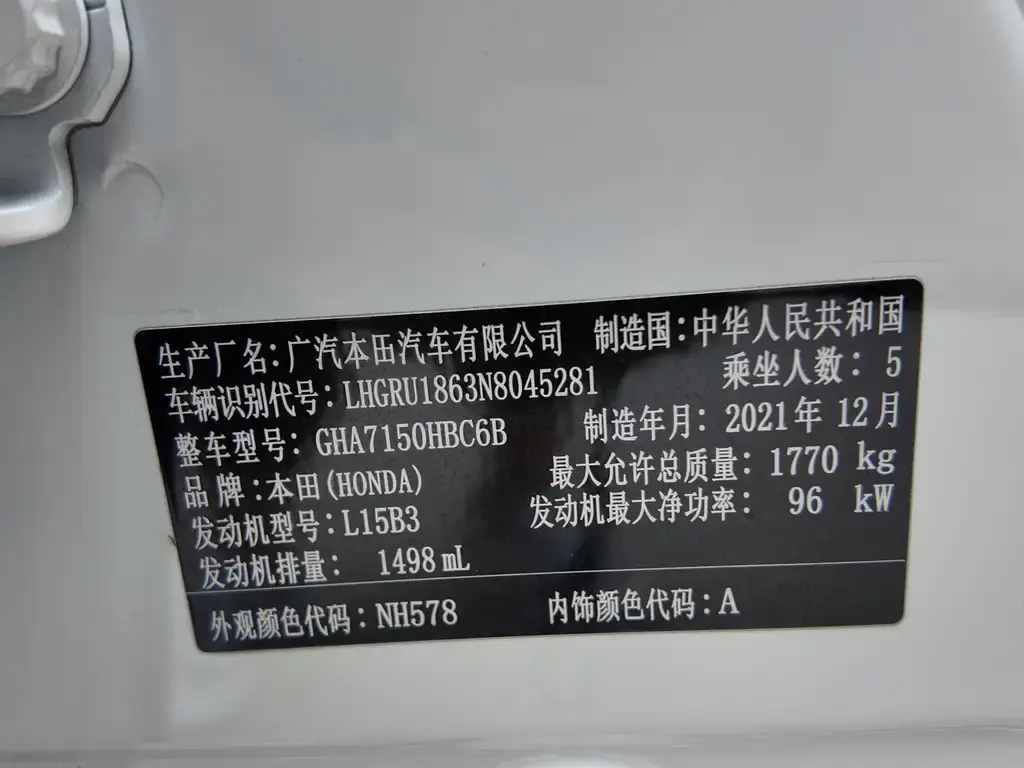 生产厂名：广汽本田汽车有限公司 制造国：中华人民共和国
车辆识别代号：LHGRU1863N8045281 乘坐人数：5
整车型号：GHA7150HBC6B 制造年月：2021年12月
品牌：本田(HONDA) 最大允许总质量：1770 kg
发动机型号：L15B3 发动机最大净功率：96 kW
发动机排量：1498 mL
外观颜色代码：NH578 内饰颜色代码：A